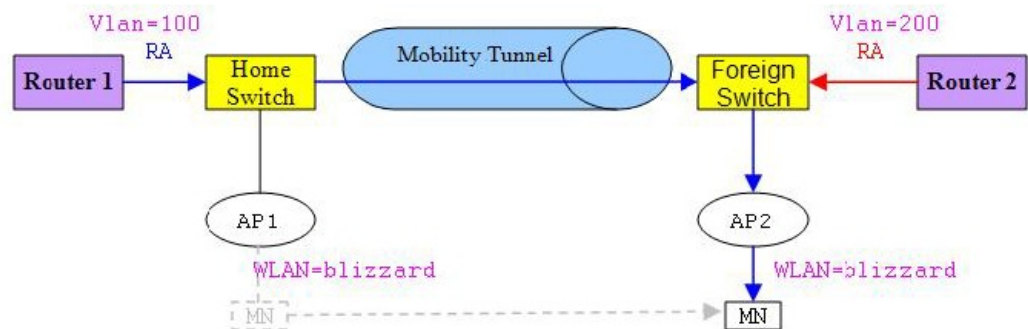 Vlan=100
RA
Router 1
Home
Switch
Mobility Tunnel
Foreign
Switch
Vlan=200
RA
Router 2
AP1
AP2
WLAN=blizzard
WLAN=blizzard
MN
MN